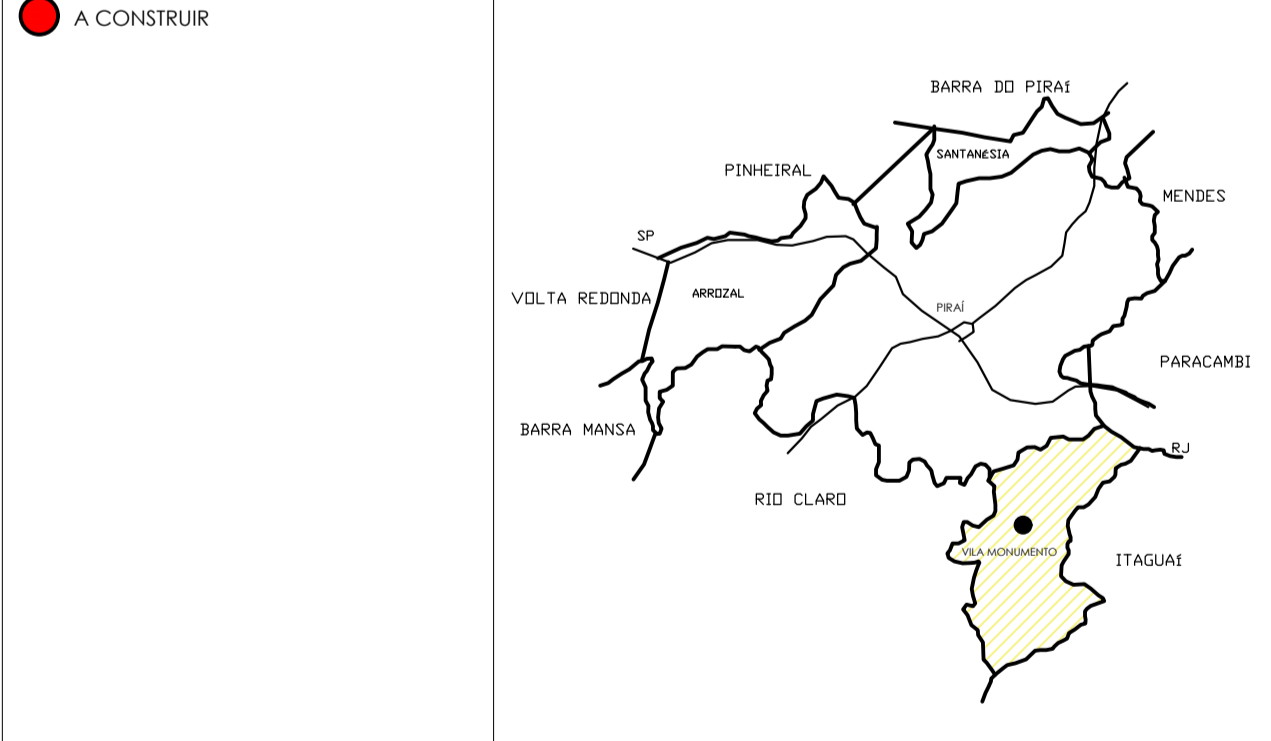 A CONSTRUIR
BARRA DO PIRAí
SANTANéSIA
PINHEIRAL
MENDES
SP
VOLTA REDONDA
ARROZAL
PIRAÍ
PARACAMBI
BARRA MANSA
RJ
RIO CLARO
VILA MONUMENTO
ITAGUAí